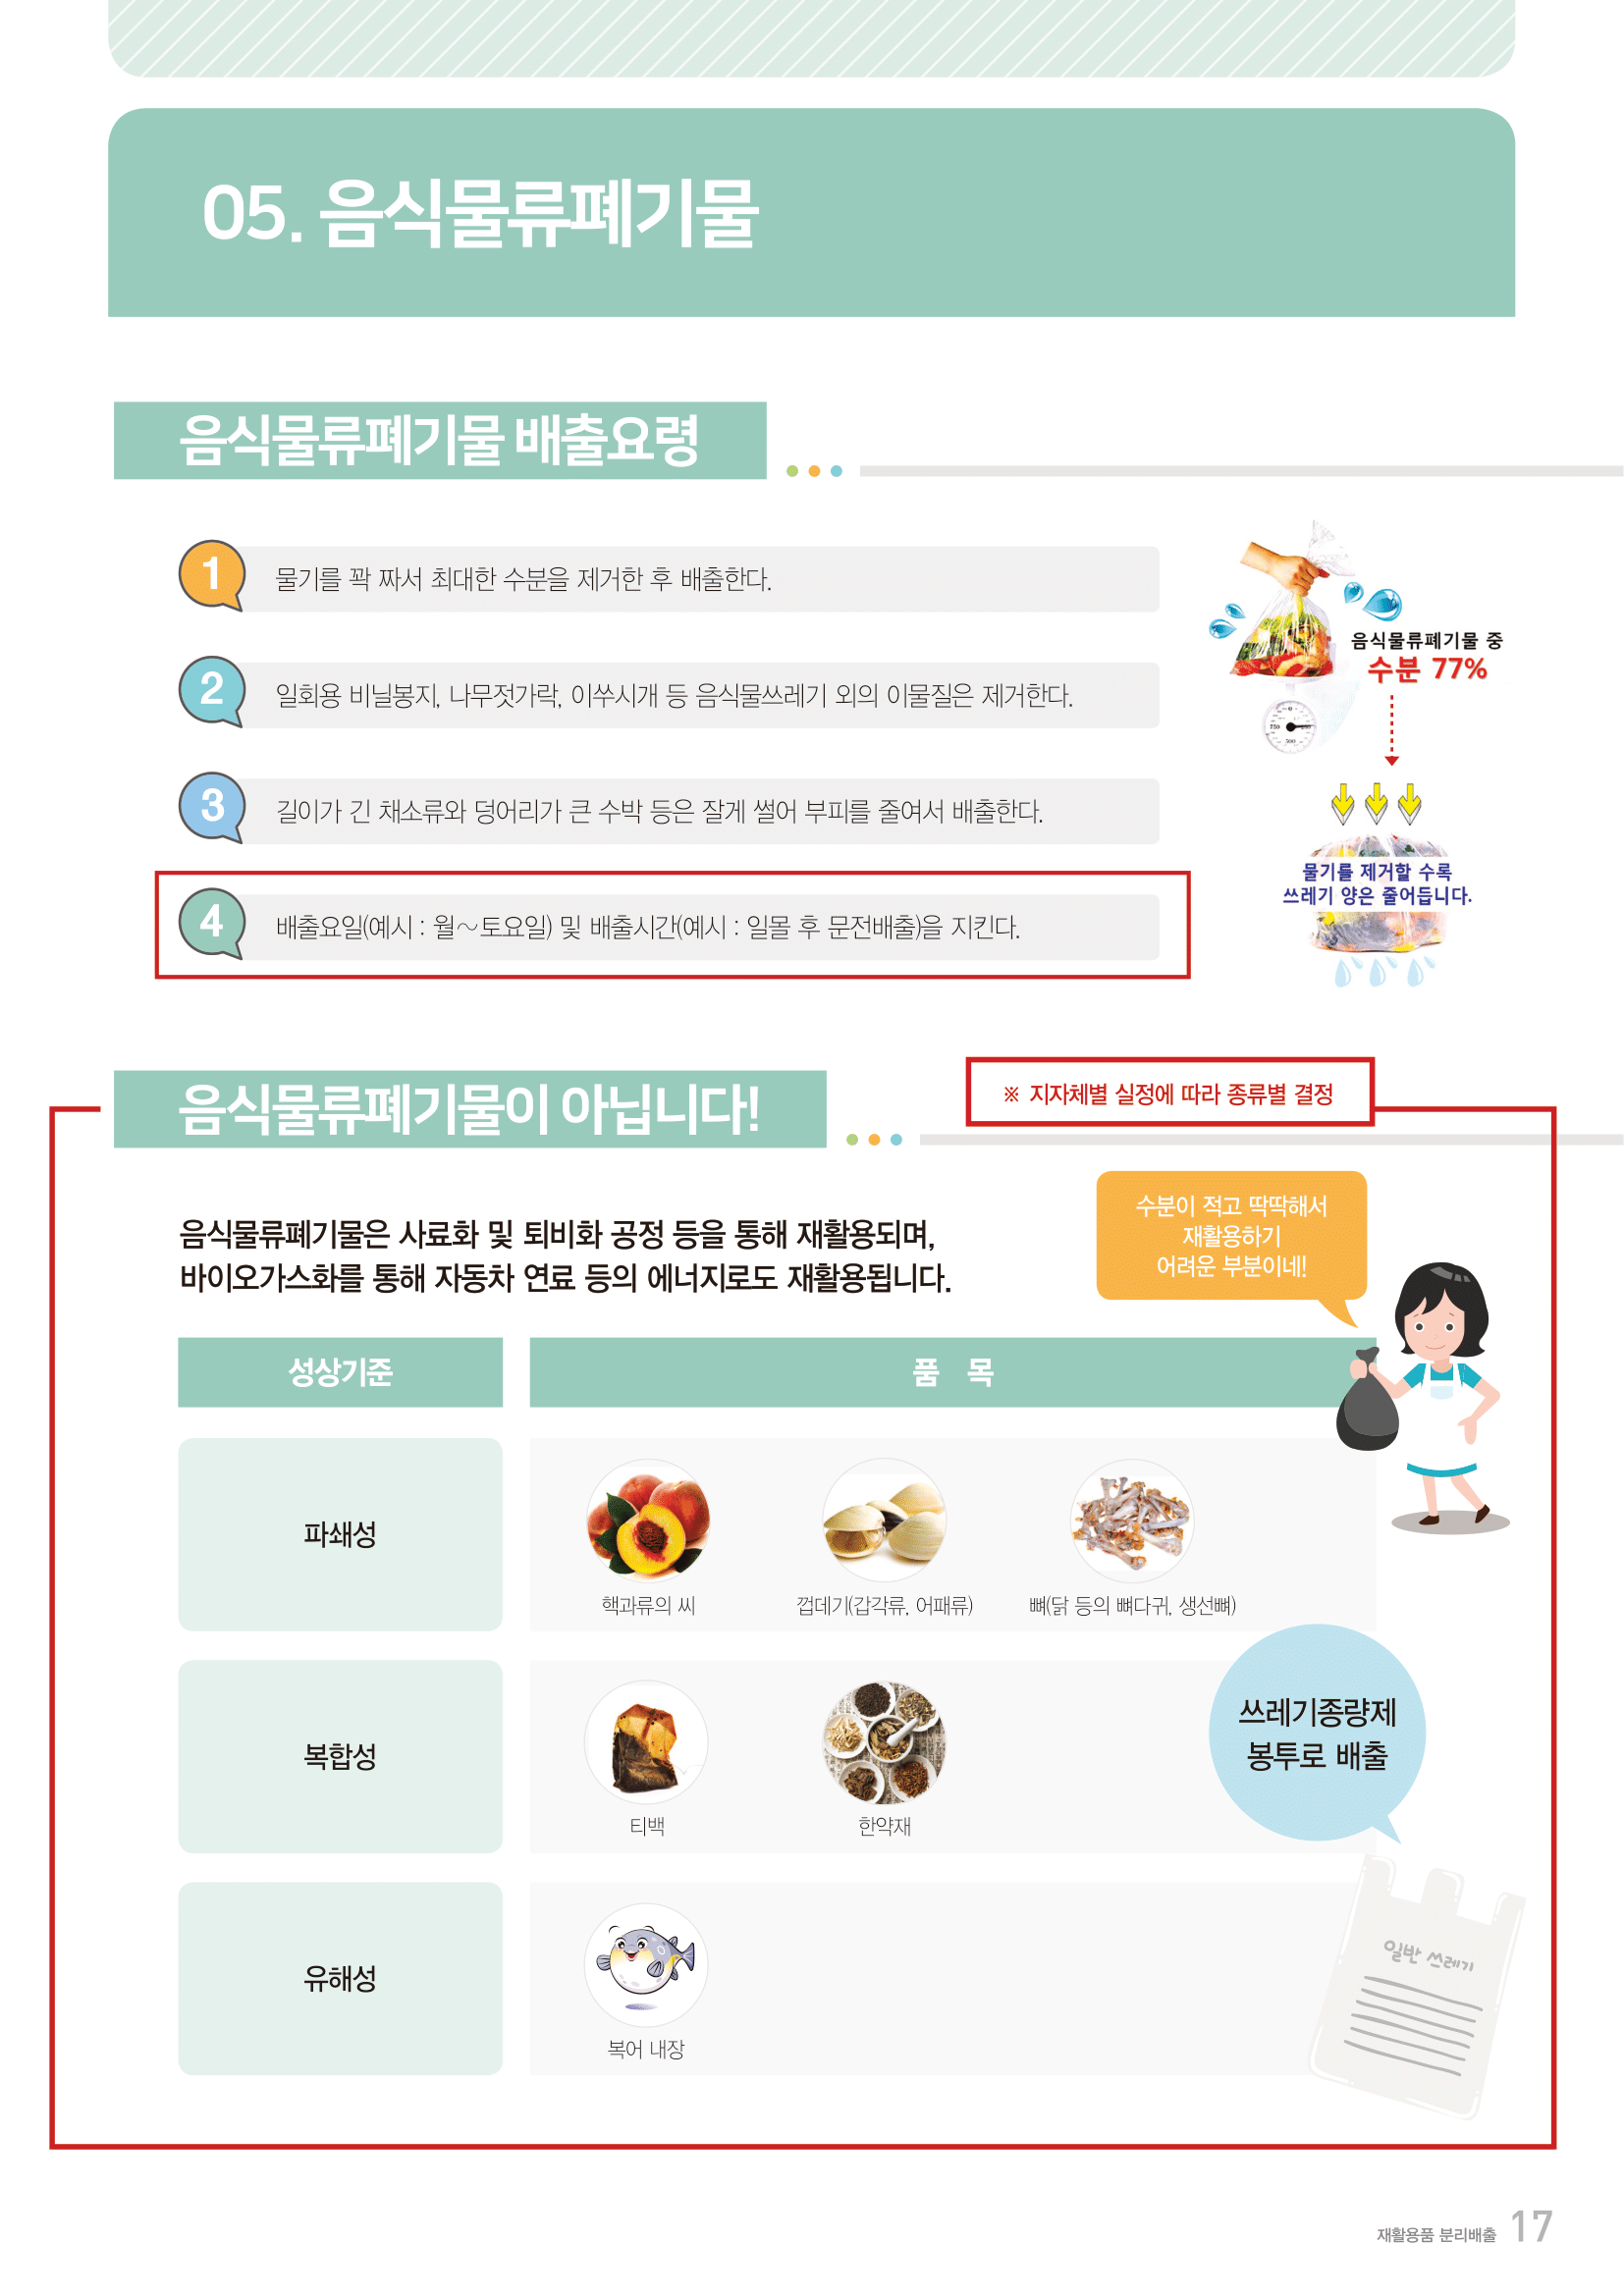 05. 음식물류폐기물
음식물류폐기물 배출요령
1 물기를 꽉 짜서 최대한 수분을 제거한 후 배출한다.
2 일회용 비닐봉지, 나무젓가락, 이쑤시개 등 음식물쓰레기 외의 이물질은 제거한다.
3 길이가 긴 채소류와 덩어리가 큰 수박 등은 잘게 썰어 부피를 줄여서 배출한다.
4 배출요일(예시 : 월~토요일) 및 배출시간(예시 : 일몰 후 문전배출)을 지킨다.
음식물류폐기물 중
수분 77%
물기를 제거할 수록
쓰레기 양은 줄어듭니다.
음식물류폐기물이 아닙니다!
※ 지자체별 실정에 따라 종류별 결정
음식물류폐기물은 사료화 및 퇴비화 공정 등을 통해 재활용되며,
바이오가스화를 통해 자동차 연료 등의 에너지로도 재활용됩니다.
수분이 적고 딱딱해서
재활용하기
어려운 부분이네!
성상기준
품 목
파쇄성
핵과류의 씨
껍데기(갑각류, 어패류)
뼈(닭 등의 뼈다귀, 생선뼈)
복합성
티백
한약재
쓰레기종량제
봉투로 배출
유해성
복어 내장
일반 쓰레기
재활용품 분리배출 17